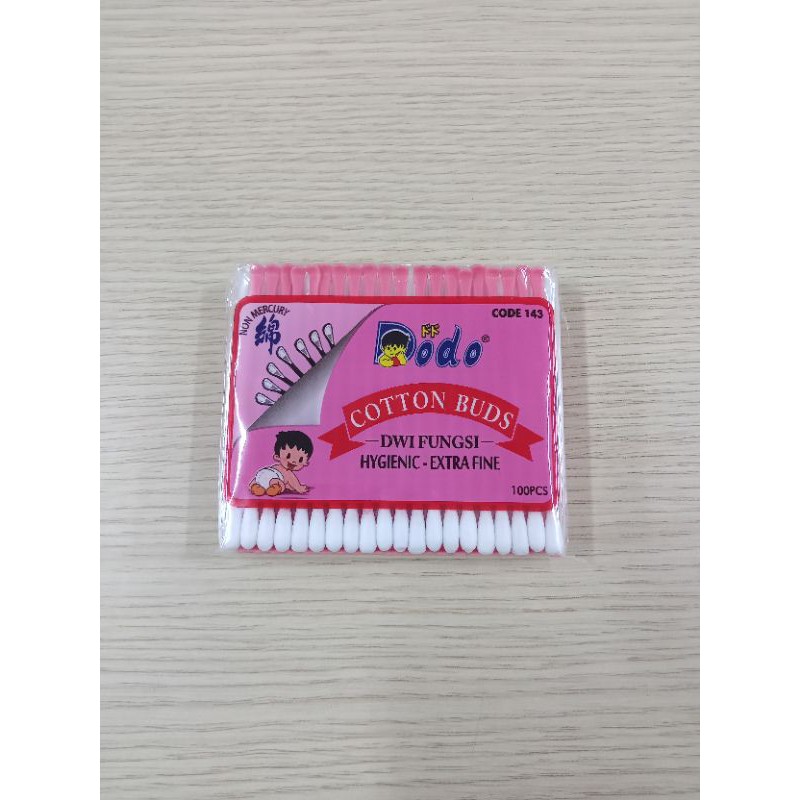 NON MERCURY
綿
CODE 143
ドド
Dodo®
COTTON BUDS
DWI FUNGSI
HYGIENIC - EXTRA FINE
100PCS